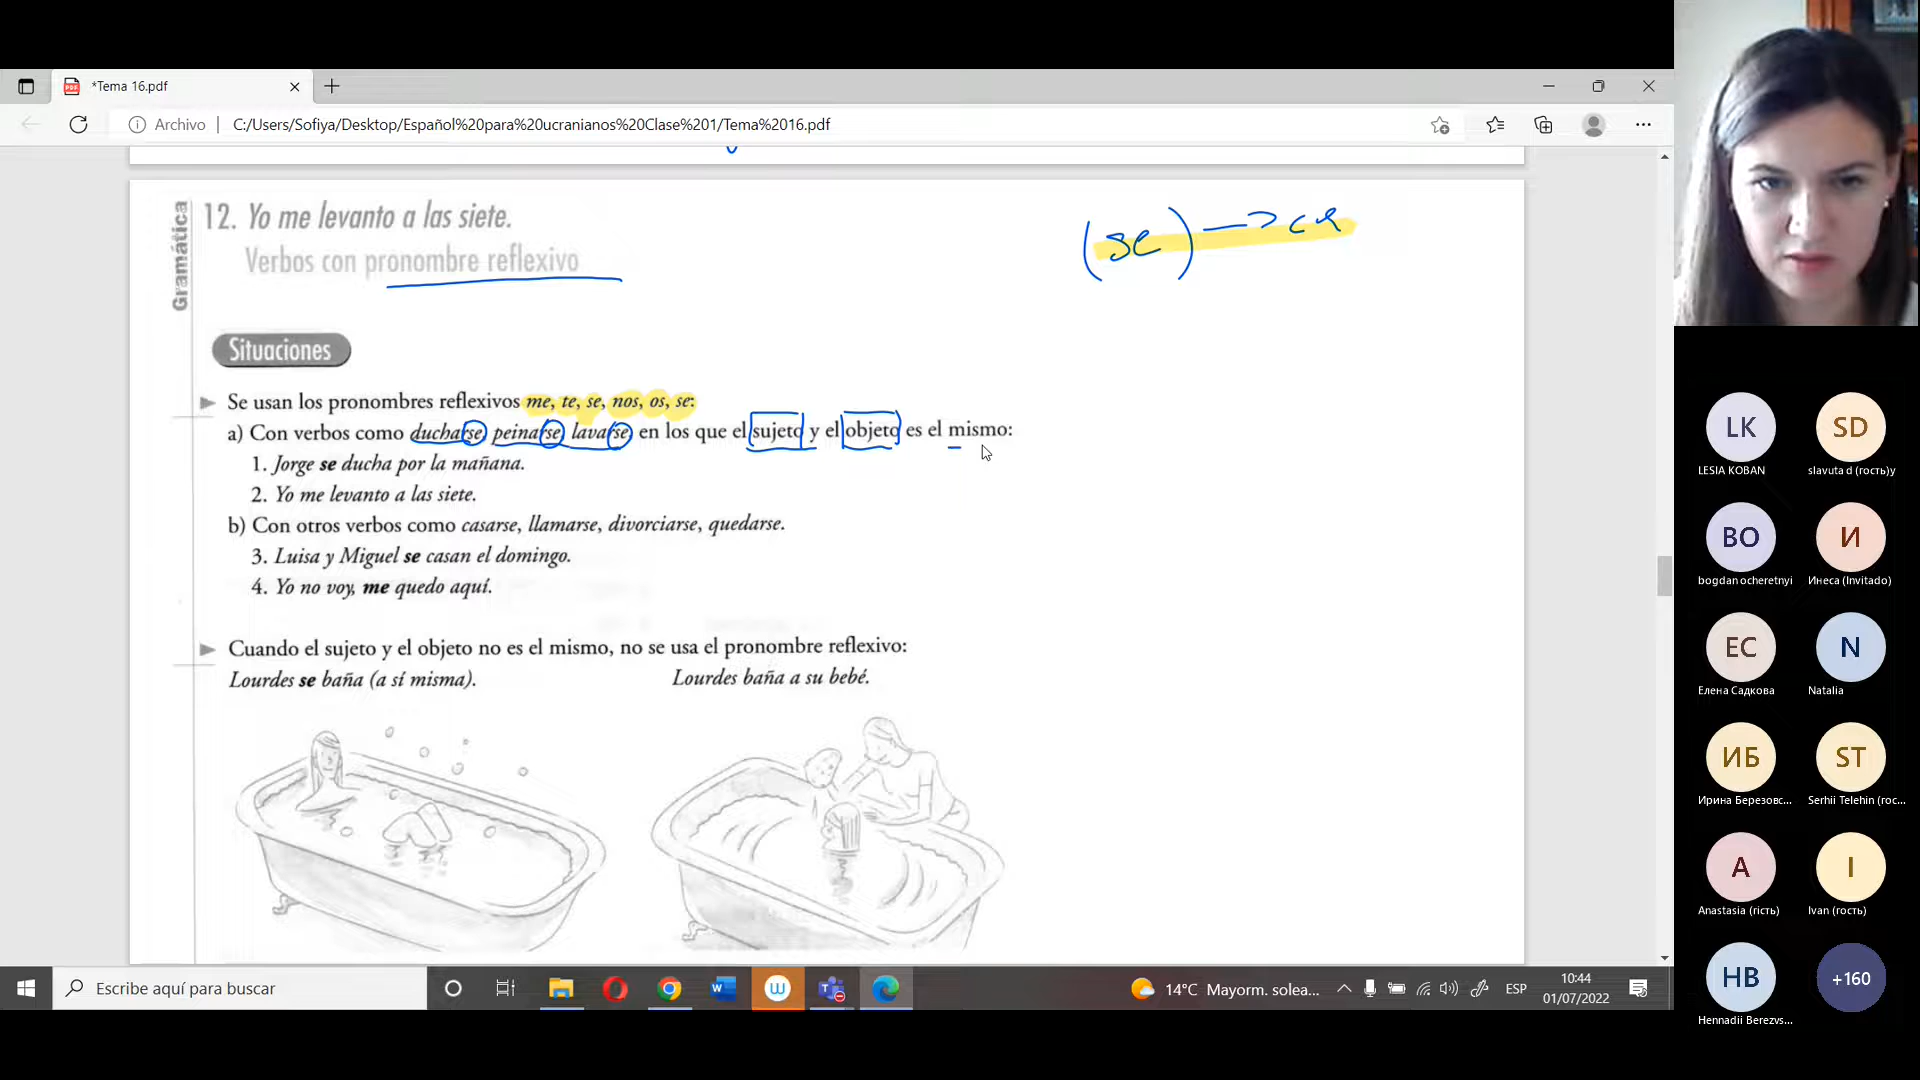 *Tema 16.pdf
Archivo | C:/Users/Sofiya/Desktop/Español%20para%20ucranianos%20Clase%201/Tema%2016.pdf
Gramática
12. Yo me levanto a las siete.
Verbos con pronombre reflexivo
(se) → ся
Situaciones
Se usan los pronombres reflexivos me, te, se, nos, os, se:
a) Con verbos como ducharse, peinarse, lavarse, en los que el sujeto y el objeto es el mismo:
1. Jorge se ducha por la mañana.
2. Yo me levanto a las siete.
b) Con otros verbos como casarse, llamarse, divorciarse, quedarse.
3. Luisa y Miguel se casan el domingo.
4. Yo no voy, me quedo aquí.
Cuando el sujeto y el objeto no es el mismo, no se usa el pronombre reflexivo:
Lourdes se baña (a sí misma). Lourdes baña a su bebé.
LK SD
LESIA KOBAN slavuta d (гость)y
BO И
bogdan ocheretnyi Инеса (Invitado)
EC N
Елена Садкова Natalia
ИБ ST
Ирина Березовс... Serhii Telehin (гос...
A I
Anastasia (гість) Ivan (гость)
HB +160
Hennadii Berezvs...
Escribe aquí para buscar
14°C Mayorm. solea...
ESP
10:44
01/07/2022